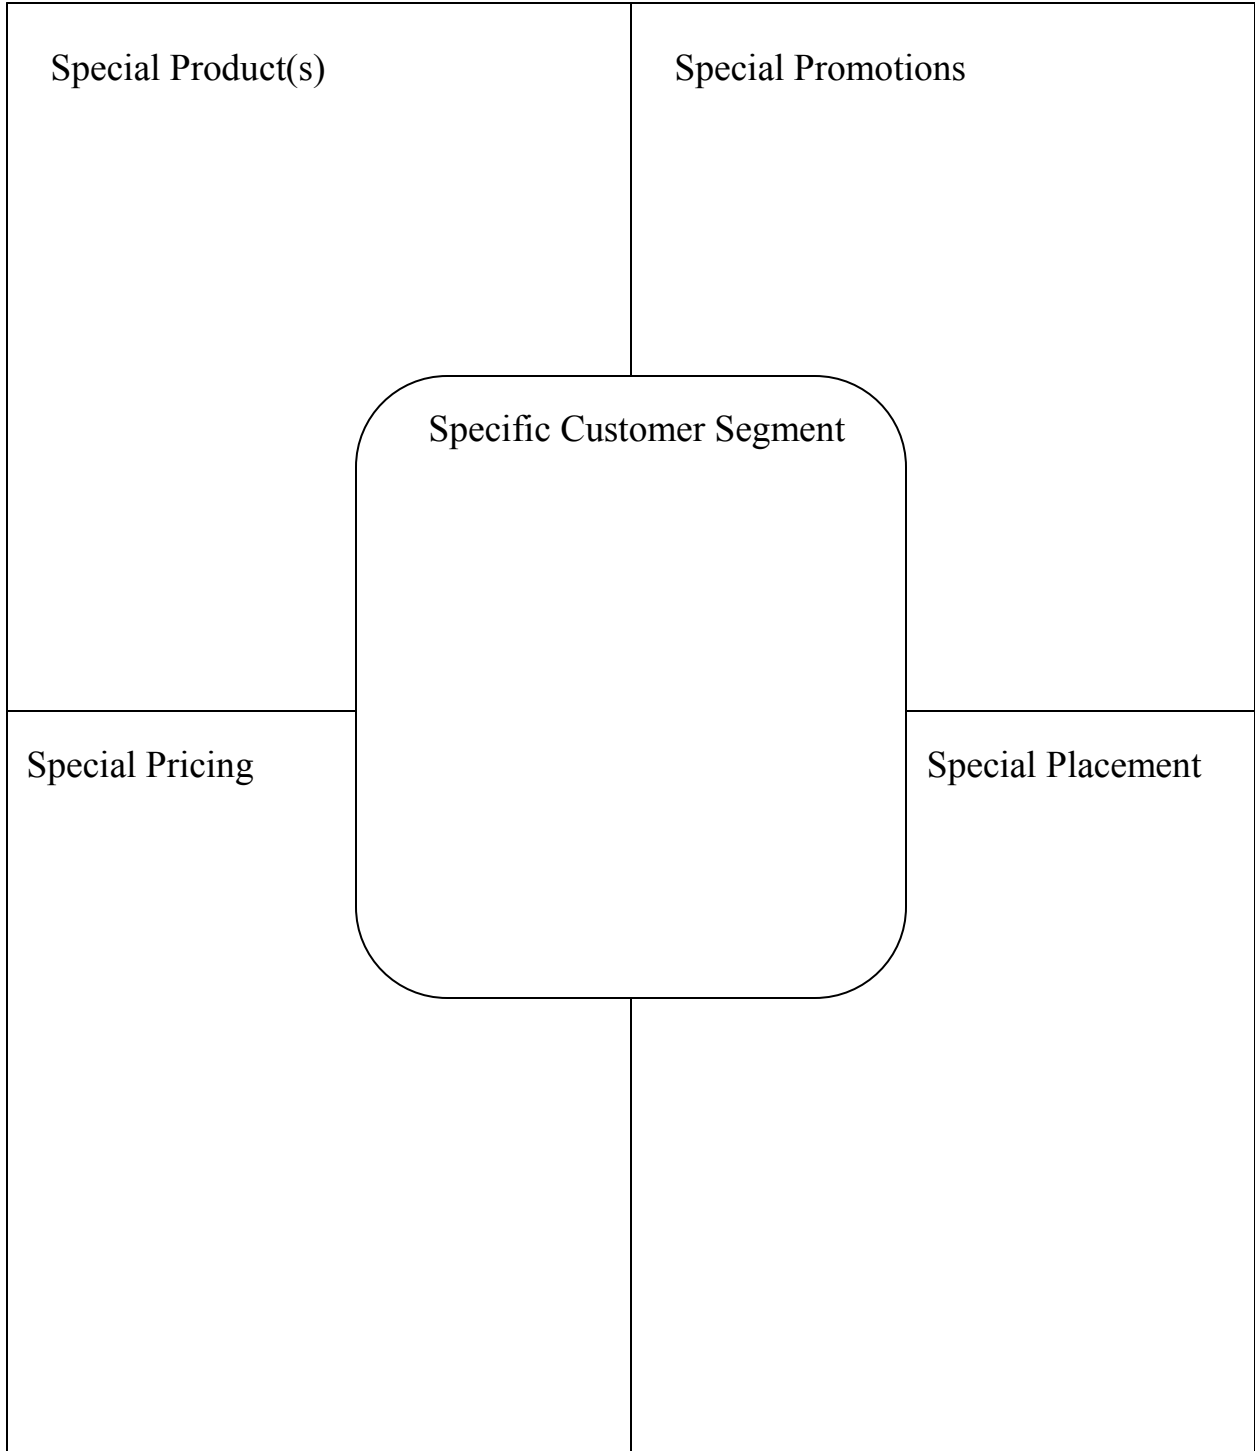 Special Product(s)
Special Promotions
Specific Customer Segment
Special Pricing
Special Placement